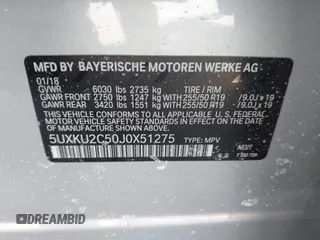 MFD BY BAYERISCHE MOTOREN WERKE AG
01/18
GVWR 6030 lbs 2735 kg TIRE / RIM
GAWR FRONT 2750 lbs 1247 kg WITH 255/50 R19 / 9.0J x 19
GAWR REAR 3420 lbs 1551 kg WITH 255/50 R19 / 9.0J x 19
THIS VEHICLE CONFORMS TO ALL APPLICABLE U.S. FEDERAL
MOTOR VEHICLE SAFETY STANDARDS IN EFFECT ON THE
DATE OF MANUFACTURE SHOWN ABOVE.
5UXKU2C50J0X51275 TYPE: MPV
DREAMBID